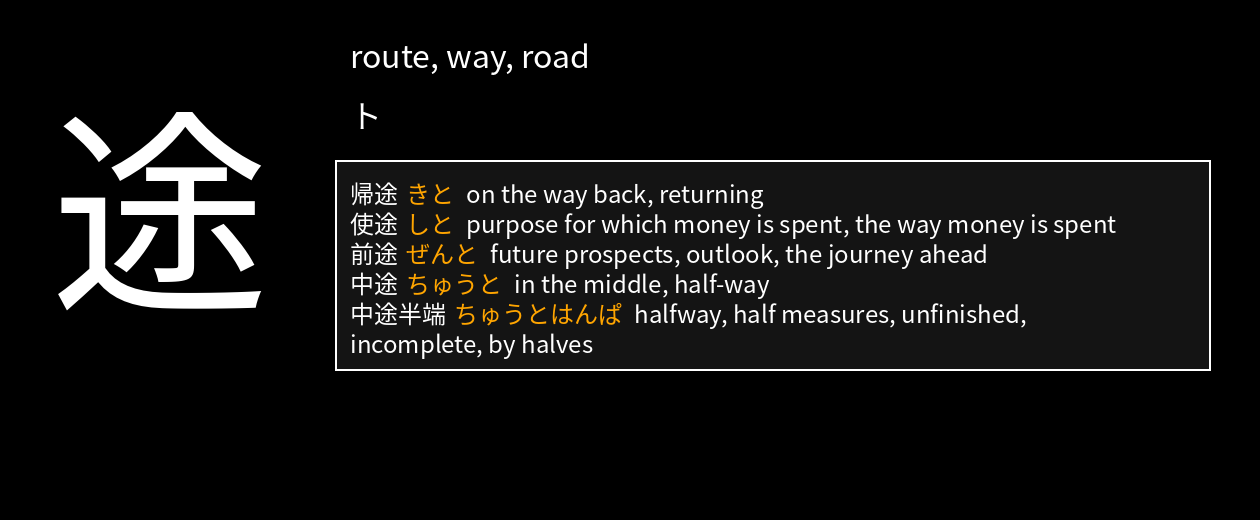 途
route, way, road
ト
帰途 きと on the way back, returning
使途 しと purpose for which money is spent, the way money is spent
前途 ぜんと future prospects, outlook, the journey ahead
中途 ちゅうと in the middle, half-way
中途半端 ちゅうとはんぱ halfway, half measures, unfinished,
incomplete, by halves